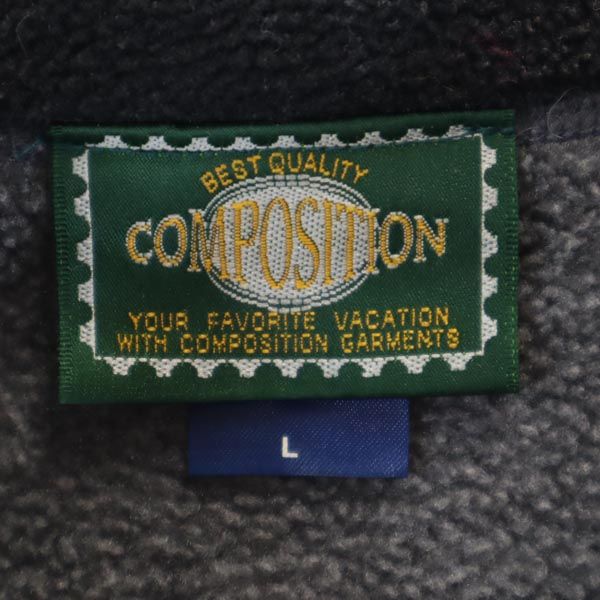 BEST QUALITY
COMPOSITION
YOUR FAVORITE VACATION
WITH COMPOSITION GARMENTS
L